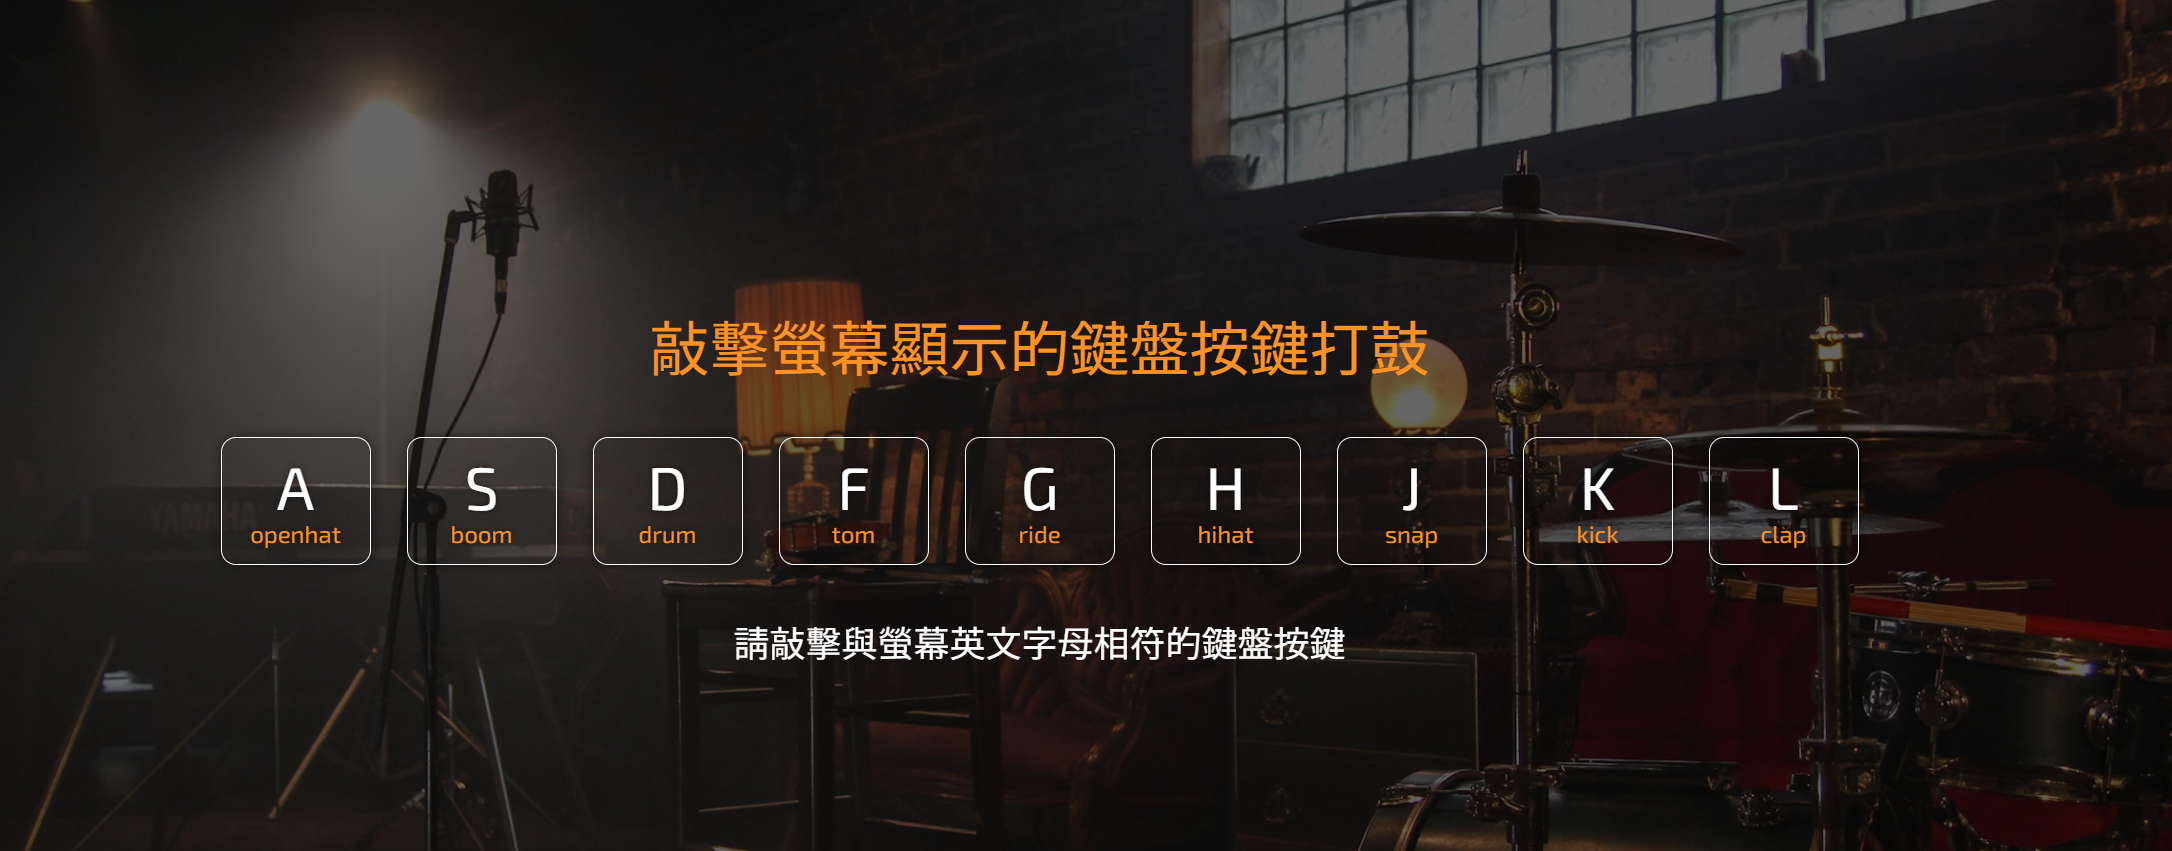 敲擊螢幕顯示的鍵盤按鍵打鼓
A S D F G H J K L
openhat boom drum tom ride hihat snap kick clap
請敲擊與螢幕英文字母相符的鍵盤按鍵
YAMAHA